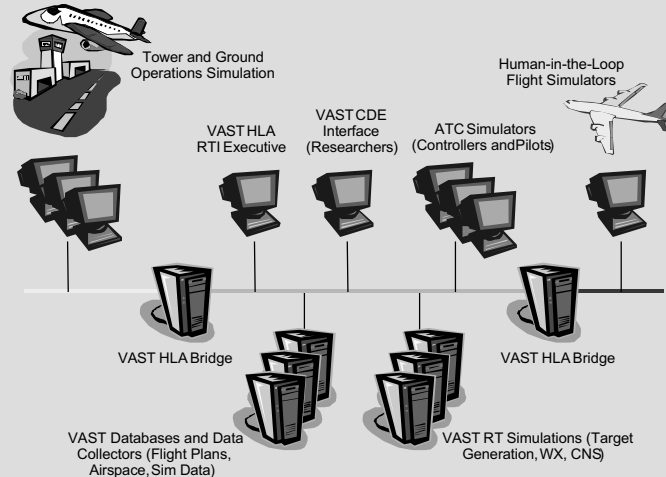 Tower and Ground
Operations Simulation
Human-in-the-Loop
Flight Simulators
VAST HLA
RTI Executive
VAST CDE
Interface
(Researchers)
ATC Simulators
(Controllers and Pilots)
VAST HLA Bridge
VAST HLA Bridge
VAST Databases and Data
Collectors (Flight Plans,
Airspace, Sim Data)
VAST RT Simulations (Target
Generation, WX, CNS)